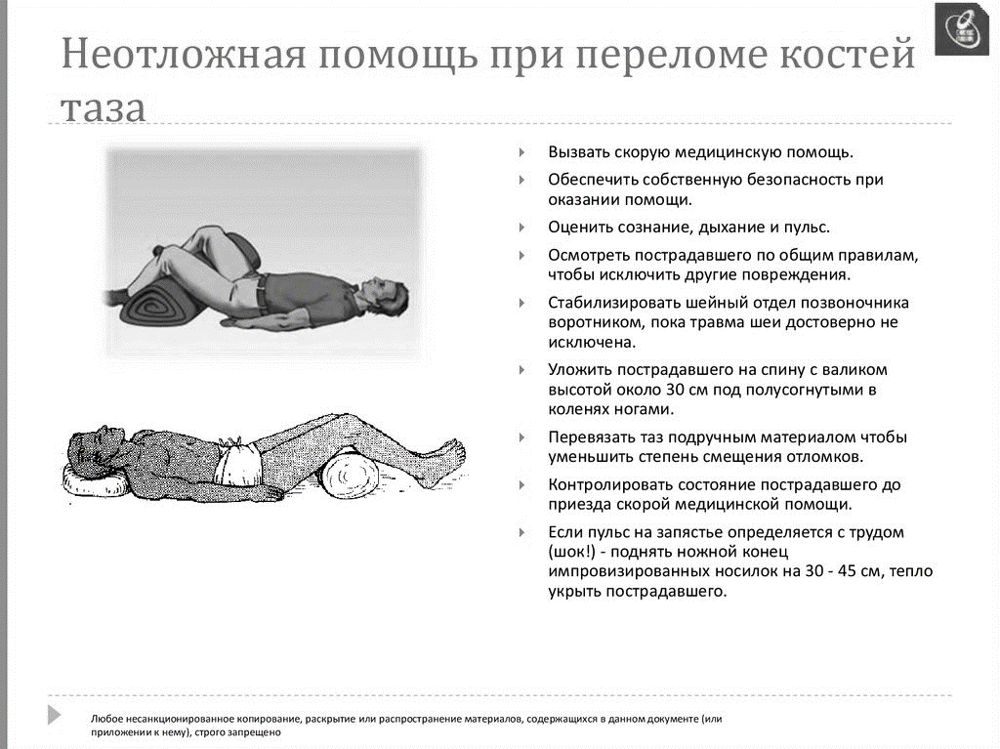 Неотложная помощь при переломе костей
таза
Вызвать скорую медицинскую помощь.
Обеспечить собственную безопасность при
оказании помощи.
Оценить сознание, дыхание и пульс.
Осмотреть пострадавшего по общим правилам,
чтобы исключить другие повреждения.
Стабилизировать шейный отдел позвоночника
воротником, пока травма шеи достоверно не
исключена.
Уложить пострадавшего на спину с валиком
высотой около 30 см под полусогнутыми в
коленях ногами.
Перевязать таз подручным материалом чтобы
уменьшить степень смещения отломков.
Контролировать состояние пострадавшего до
приезда скорой медицинской помощи.
Если пульс на запястье определяется с трудом
(шок!) - поднять ножной конец
импровизированных носилок на 30 - 45 см, тепло
укрыть пострадавшего.
Любое несанкционированное копирование, раскрытие или распространение материалов, содержащихся в данном документе (или
приложении к нему), строго запрещено